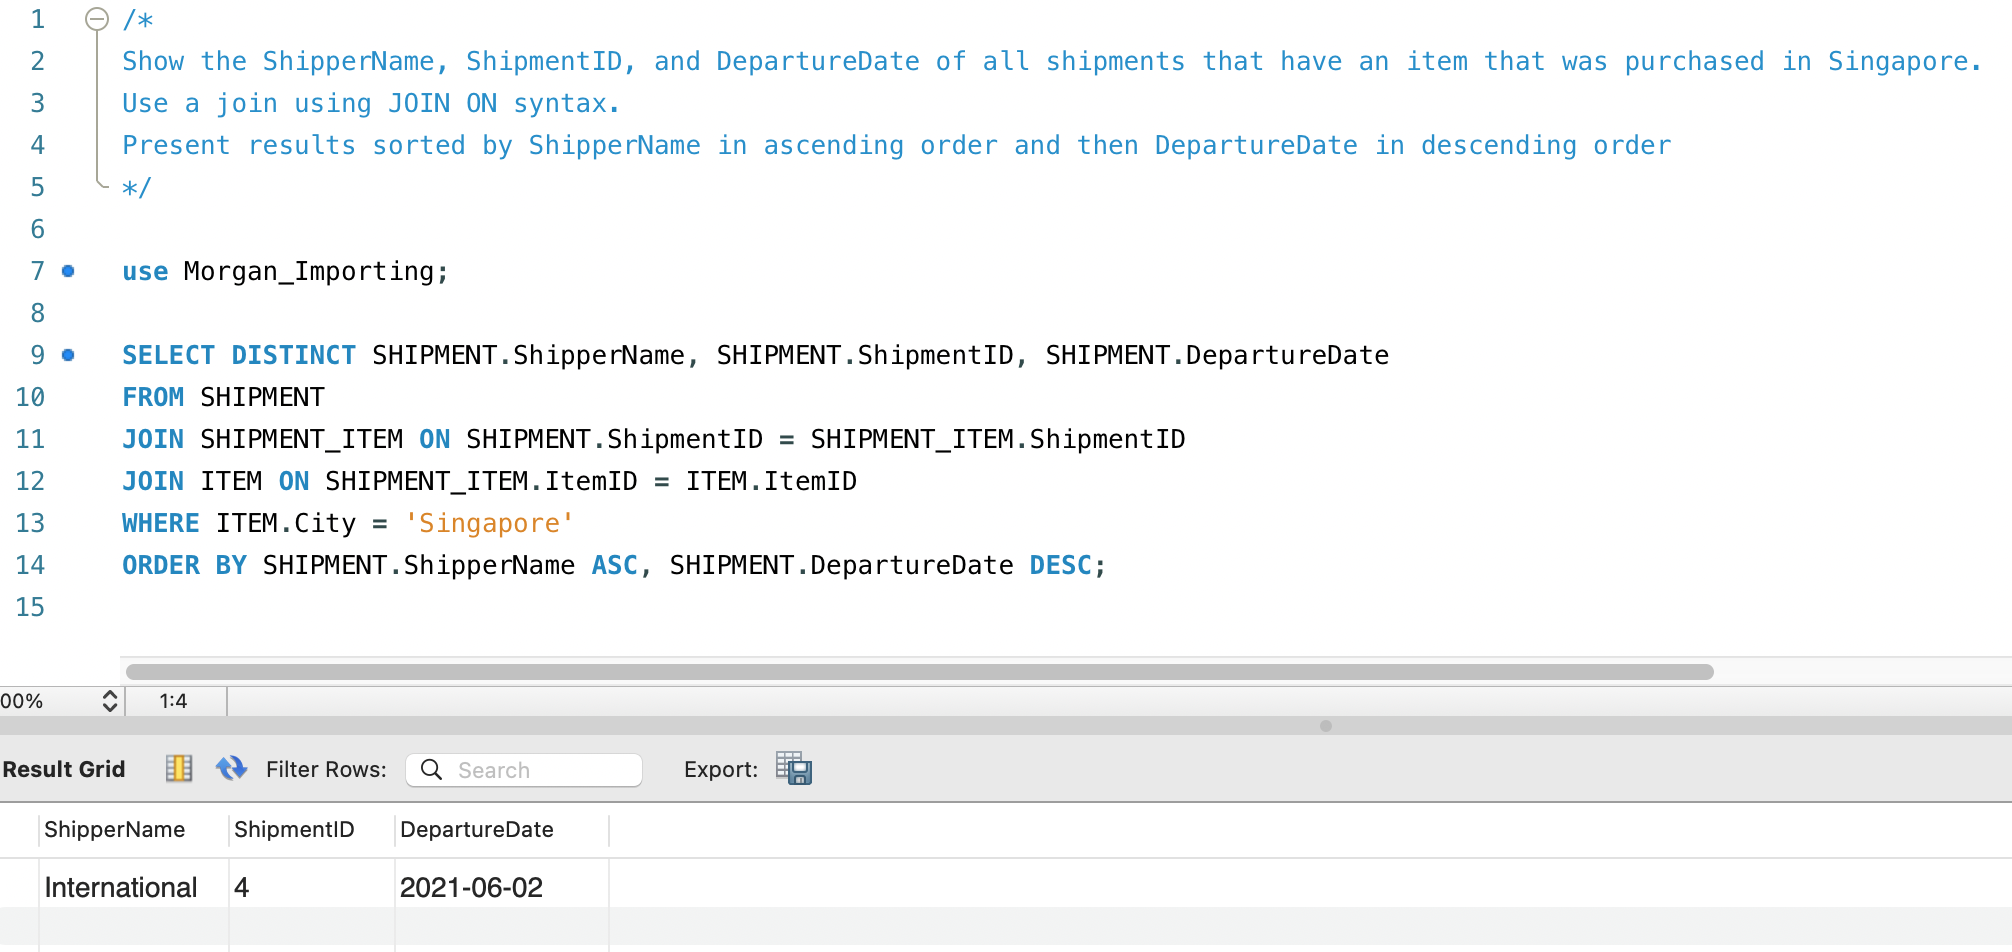 1 /*
2 Show the ShipperName, ShipmentID, and DepartureDate of all shipments that have an item that was purchased in Singapore.
3 Use a join using JOIN ON syntax.
4 Present results sorted by ShipperName in ascending order and then DepartureDate in descending order
5 */
6
7 use Morgan_Importing;
8
9 SELECT DISTINCT SHIPMENT.ShipperName, SHIPMENT.ShipmentID, SHIPMENT.DepartureDate
10 FROM SHIPMENT
11 JOIN SHIPMENT_ITEM ON SHIPMENT.ShipmentID = SHIPMENT_ITEM.ShipmentID
12 JOIN ITEM ON SHIPMENT_ITEM.ItemID = ITEM.ItemID
13 WHERE ITEM.City = 'Singapore'
14 ORDER BY SHIPMENT.ShipperName ASC, SHIPMENT.DepartureDate DESC;
15
00% 1:4
Result Grid Filter Rows: Search Export:
ShipperName ShipmentID DepartureDate
International 4 2021-06-02